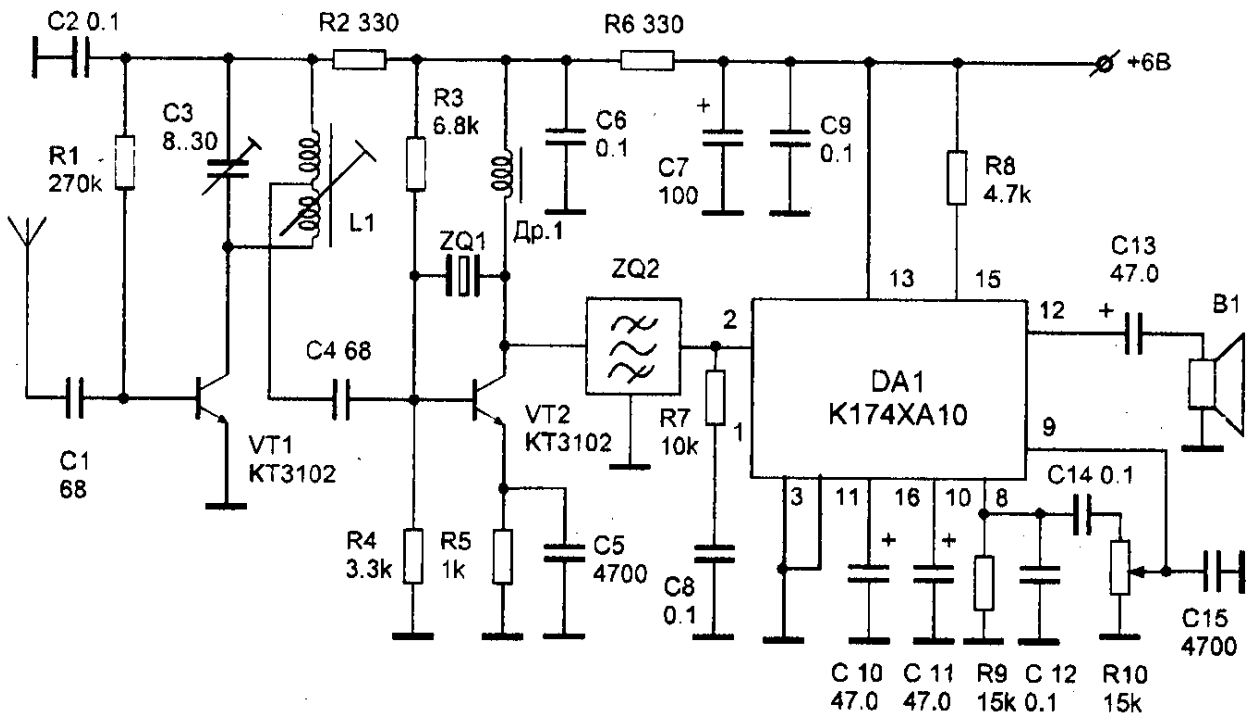 C2 0.1
R2 330
R6 330
+6В
C3
8..30
R3
6.8k
R1
270k
C6
0.1
+
C7
100
C9
0.1
R8
4.7k
L1
Др.1
ZQ1
ZQ2
13
15
C13
47.0
12
+
B1
2
C4 68
DA1
К174ХА10
R7
10k
1
9
VT1
КТ3102
VT2
КТ3102
C1
68
3
11
16
10
8
C14 0.1
+
+
R4
3.3k
R5
1k
C5
4700
C8
0.1
C15
4700
C 10
47.0
C 11
47.0
R9
15k
C 12
0.1
R10
15k